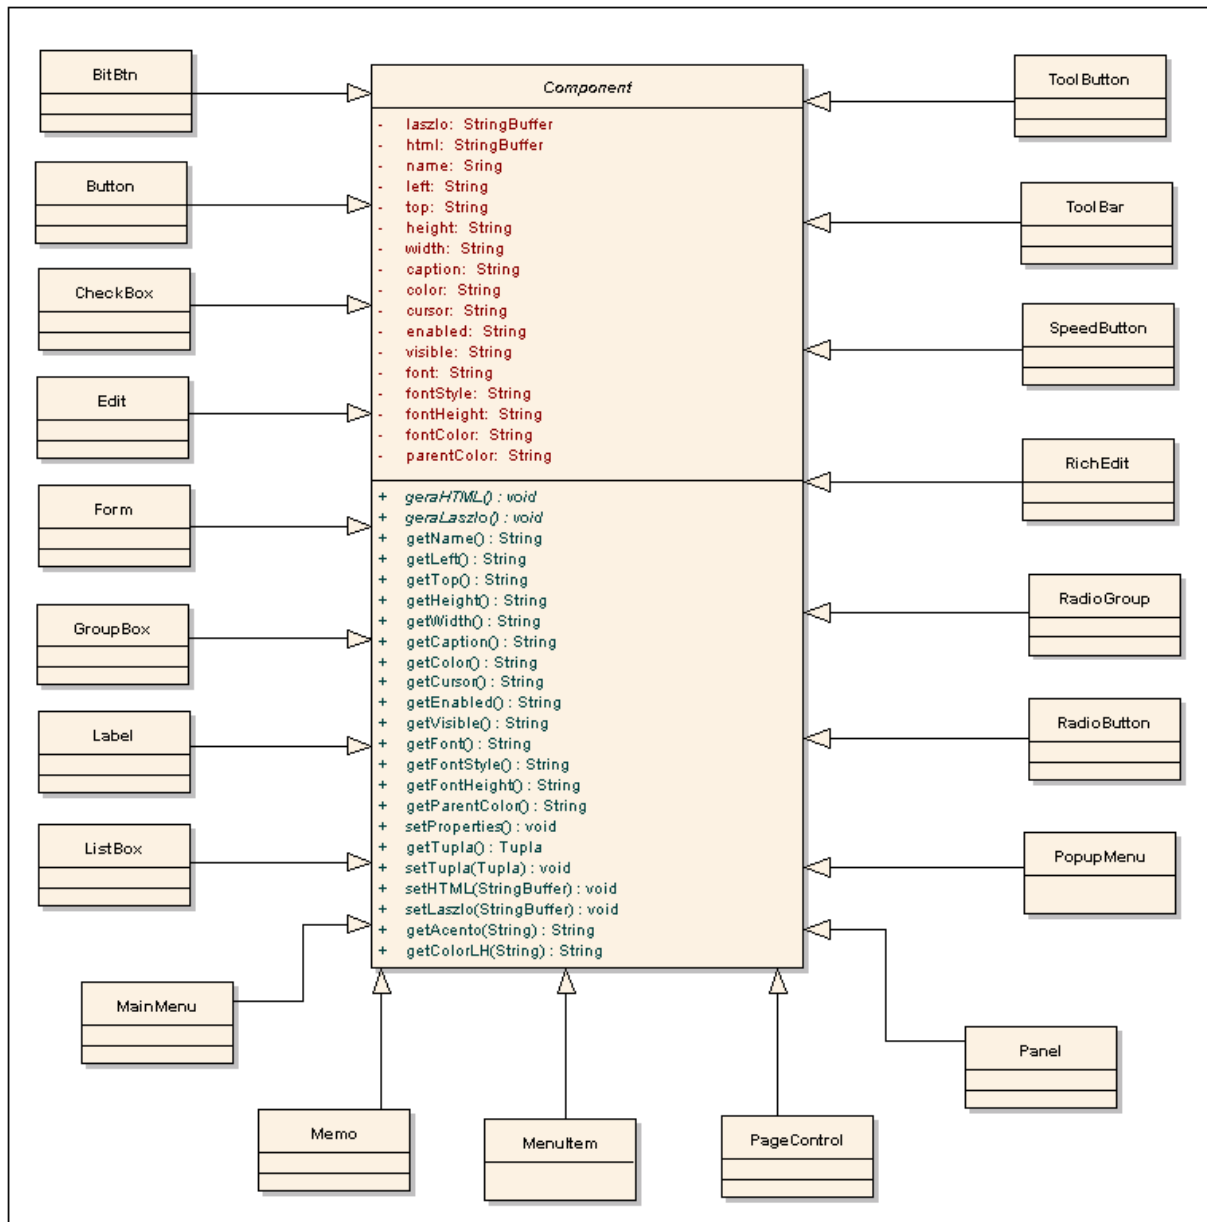 BitBtn
Button
CheckBox
Edit
Form
GroupBox
Label
ListBox
MainMenu
Component
- laszlo: StringBuffer
- html: StringBuffer
- name: Sring
- left: String
- top: String
- height: String
- width: String
- caption: String
- color: String
- cursor: String
- enabled: String
- visible: String
- font: String
- fontStyle: String
- fontHeight: String
- fontColor: String
- parentColor: String
+ geraHTML() : void
+ geraLaszlo() : void
+ getName() : String
+ getLeft() : String
+ getTop() : String
+ getHeight() : String
+ getWidth() : String
+ getCaption() : String
+ getColor() : String
+ getCursor() : String
+ getEnabled() : String
+ getVisible() : String
+ getFont() : String
+ getFontStyle() : String
+ getFontHeight() : String
+ getParentColor() : String
+ setProperties() : void
+ getTupla() : Tupla
+ setTupla(Tupla) : void
+ setHTML(StringBuffer) : void
+ setLaszlo(StringBuffer) : void
+ getAcento(String) : String
+ getColorLH(String) : String
ToolButton
ToolBar
SpeedButton
RichEdit
RadioGroup
RadioButton
PopupMenu
Panel
Memo
MenuItem
PageControl